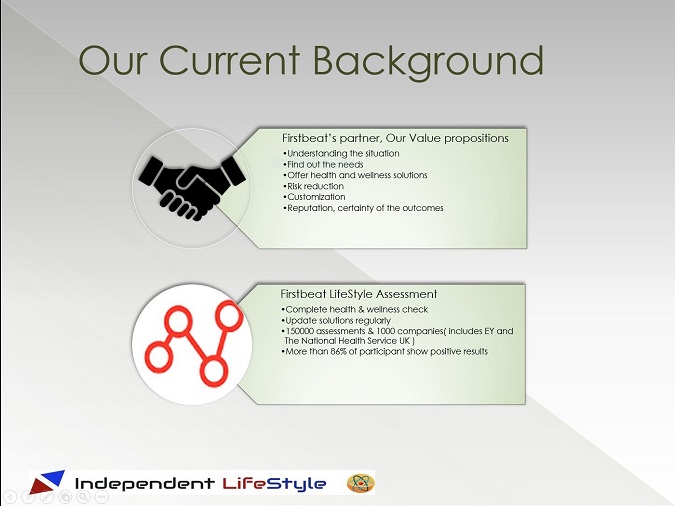 Our Current Background
Firstbeat's partner, Our Value propositions
•Understanding the situation
•Find out the needs
•Offer health and wellness solutions
•Risk reduction
•Customization
•Reputation, certainty of the outcomes
Firstbeat LifeStyle Assessment
•Complete health & wellness check
•Update solutions regularly
•150000 assessments & 1000 companies( includes EY and
The National Health Service UK )
•More than 86% of participant show positive results
Independent LifeStyle